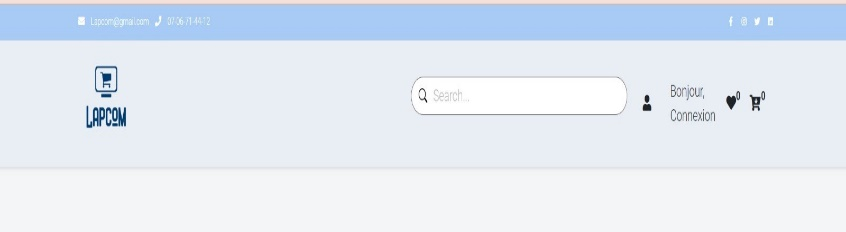 Lapcom@gmail.com 07-06-71-44-12
LAPCOM
Search...
Bonjour,
Connexion
0
0